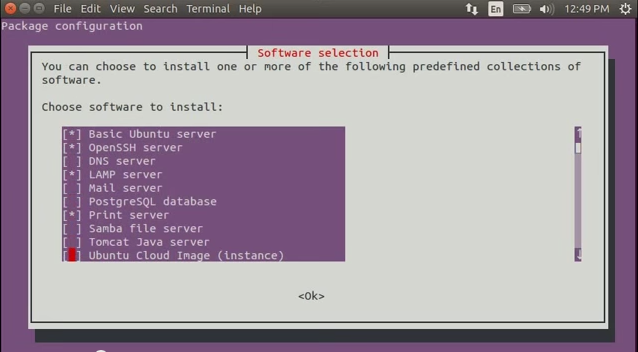 File Edit View Search Terminal Help En 12:49 PM
Package configuration
Software selection
You can choose to install one or more of the following predefined collections of
software.
Choose software to install:
[*] Basic Ubuntu server
[*] OpenSSH server
[ ] DNS server
[*] LAMP server
[ ] Mail server
[ ] PostgreSQL database
[*] Print server
[ ] Samba file server
[ ] Tomcat Java server
[ ] Ubuntu Cloud Image (instance)
<Ok>